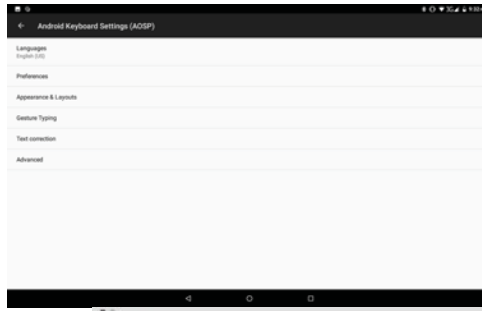 Android Keyboard Settings (AOSP)
Languages
English (US)
Preferences
Appearance & Layouts
Gesture Typing
Text correction
Advanced